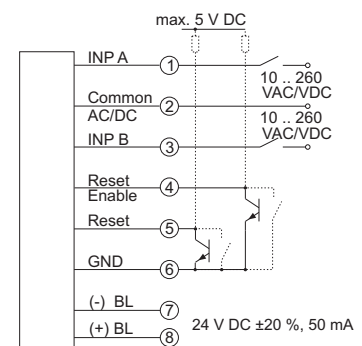 max. 5 V DC
INP A
1
10 .. 260
VAC/VDC
Common
AC/DC
2
10 .. 260
VAC/VDC
INP B
3
Reset
Enable
4
Reset
5
GND
6
(-) BL
7
24 V DC ±20 %, 50 mA
(+) BL
8